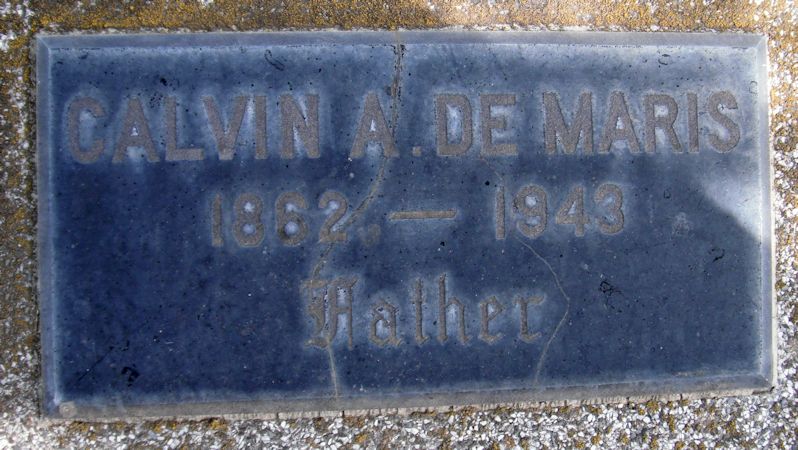 CALVIN A. DE MARIS
1862 — 1943
Father